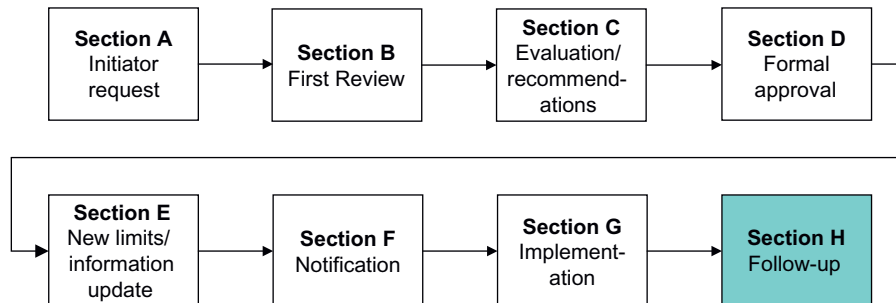 Section A
Initiator
request
Section B
First Review
Section C
Evaluation/
recommend-
ations
Section D
Formal
approval
Section E
New limits/
information
update
Section F
Notification
Section G
Implement-
ation
Section H
Follow-up